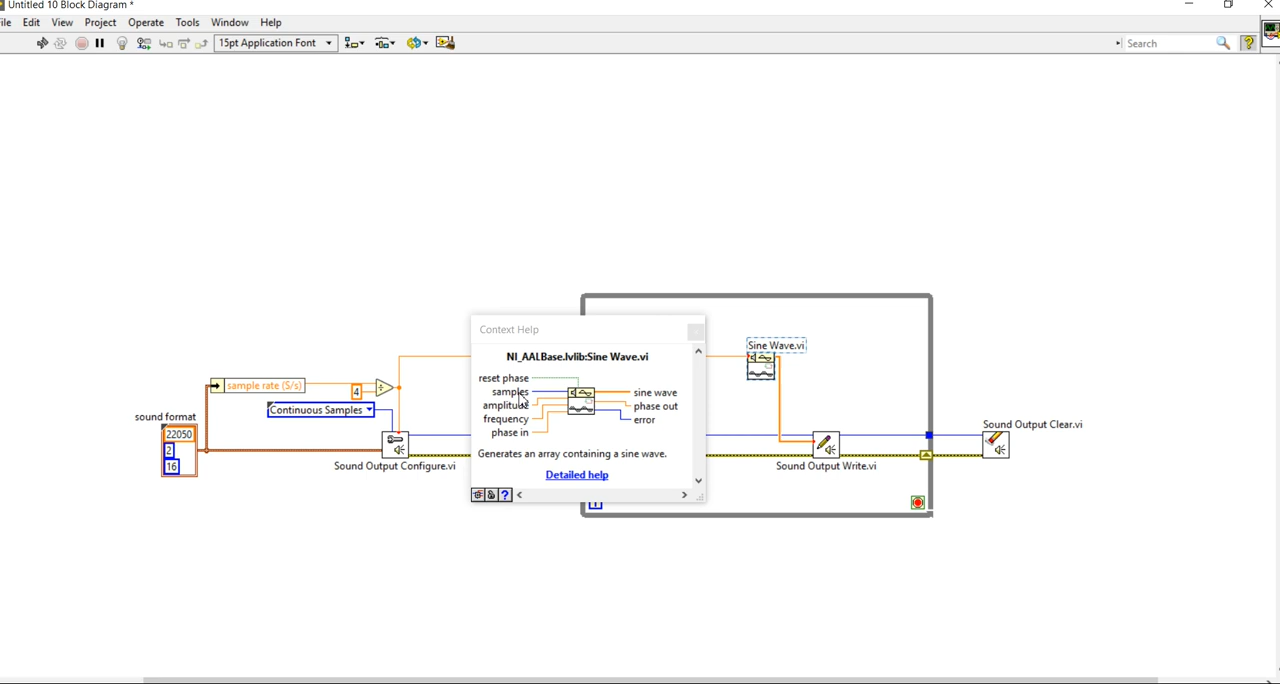 Untitled 10 Block Diagram *
ile Edit View Project Operate Tools Window Help
15pt Application Font
Search
Context Help
NI_AALBase.lvlib:Sine Wave.vi
reset phase
samples
amplitude
frequency
phase in
sine wave
phase out
error
Generates an array containing a sine wave.
Detailed help
?
Sine Wave.vi
sample rate (S/s)
4
÷
Continuous Samples
sound format
22050
2
16
Sound Output Configure.vi
Sound Output Write.vi
Sound Output Clear.vi
i